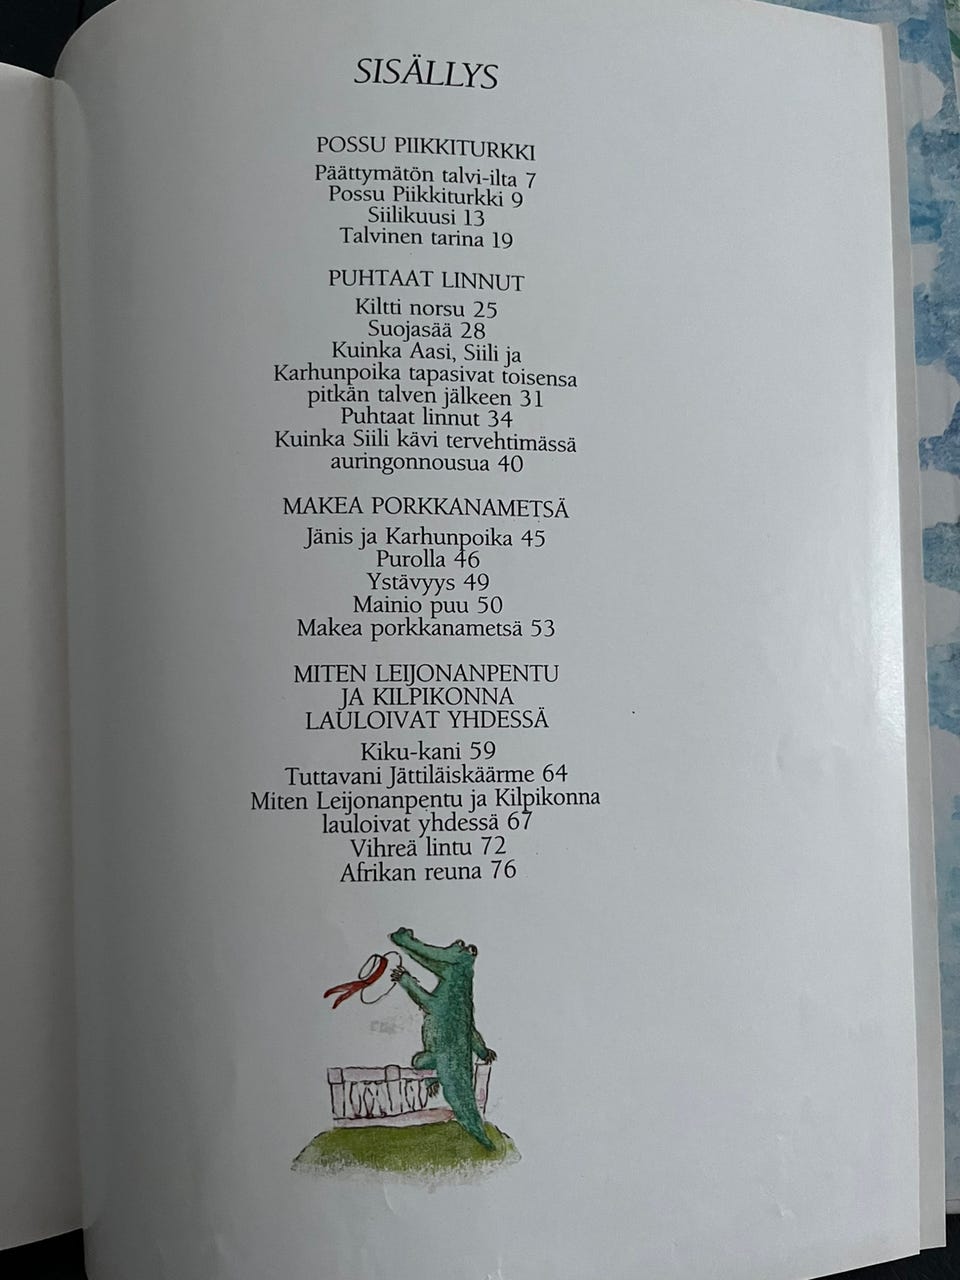 SISÄLLYS
POSSU PIIKKITURKKI
Päättymätön talvi-ilta 7
Possu Piikkiturkki 9
Siilikuusi 13
Talvinen tarina 19
PUHTAAT LINNUT
Kiltti norsu 25
Suojasää 28
Kuinka Aasi, Siili ja
Karhunpoika tapasivat toisensa
pitkän talven jälkeen 31
Puhtaat linnut 34
Kuinka Siili kävi tervehtimässä
auringonnousua 40
MAKEA PORKKANAMETSÄ
Jänis ja Karhunpoika 45
Purolla 46
Ystävyys 49
Mainio puu 50
Makea porkkanametsä 53
MITEN LEIJONANPENTU
JA KILPIKONNA
LAULOIVAT YHDESSÄ
Kiku-kani 59
Tuttavani Jättiläiskäärme 64
Miten Leijonanpentu ja Kilpikonna
lauloivat yhdessä 67
Vihreä lintu 72
Afrikan reuna 76